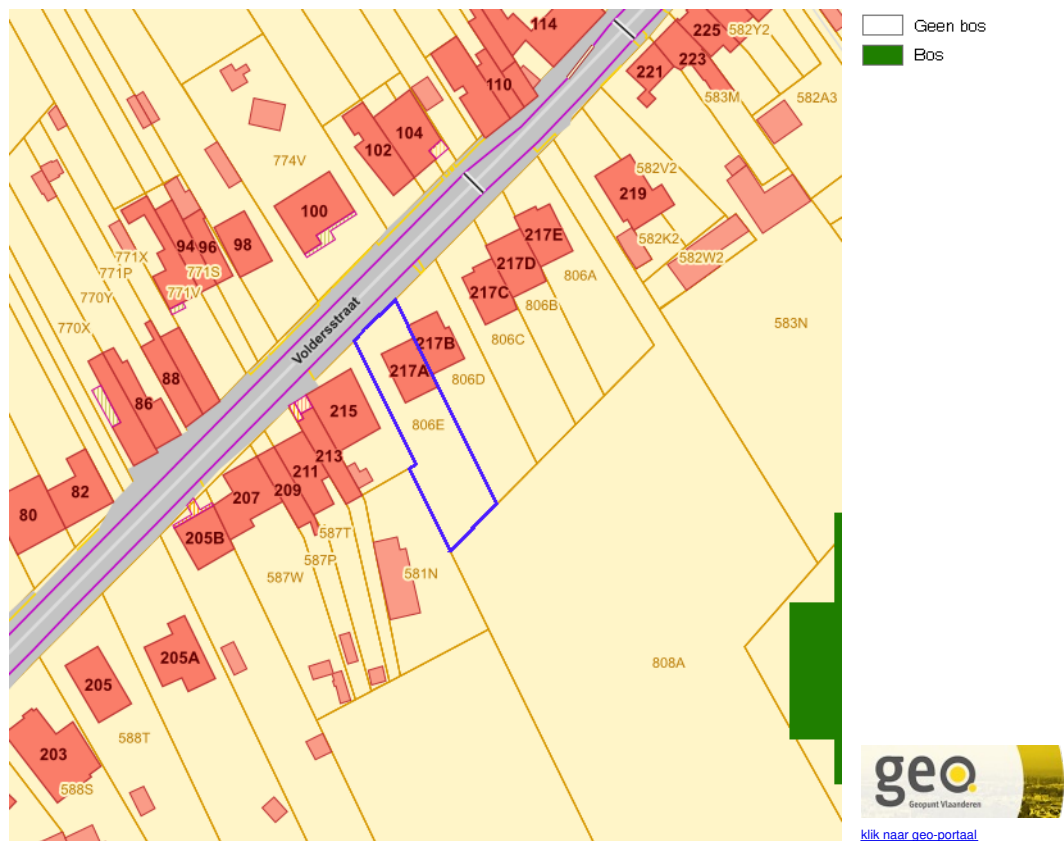 114
225
582Y2
223
221
110
583M
582A3
104
102
774V
582V2
219
100
217E
582K2
94
96
98
217D
582W2
771X
771S
806A
771P
217C
770Y
771V
806B
583N
770X
Voldersstraat
806C
217B
88
217A
806D
86
215
806E
213
211
82
207
209
80
205B
587T
587P
581N
587W
205A
808A
205
588T
203
588S
Geen bos
Bos
geo
Geopunt Vlaanderen
klik naar geo-portaal